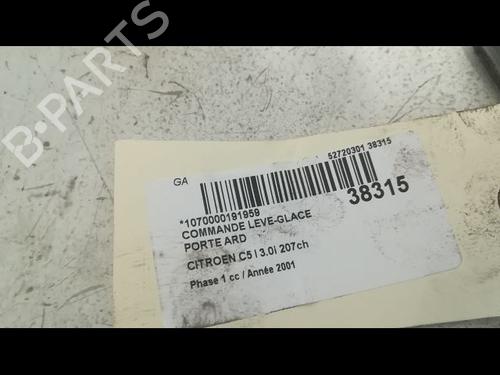 B-PARTS
GA
52720301 38315
*1070000191959
38315
COMMANDE LEVE-GLACE
PORTE ARD
CITROEN C5 I 3.0i 207ch
Phase 1 cc / Année 2001